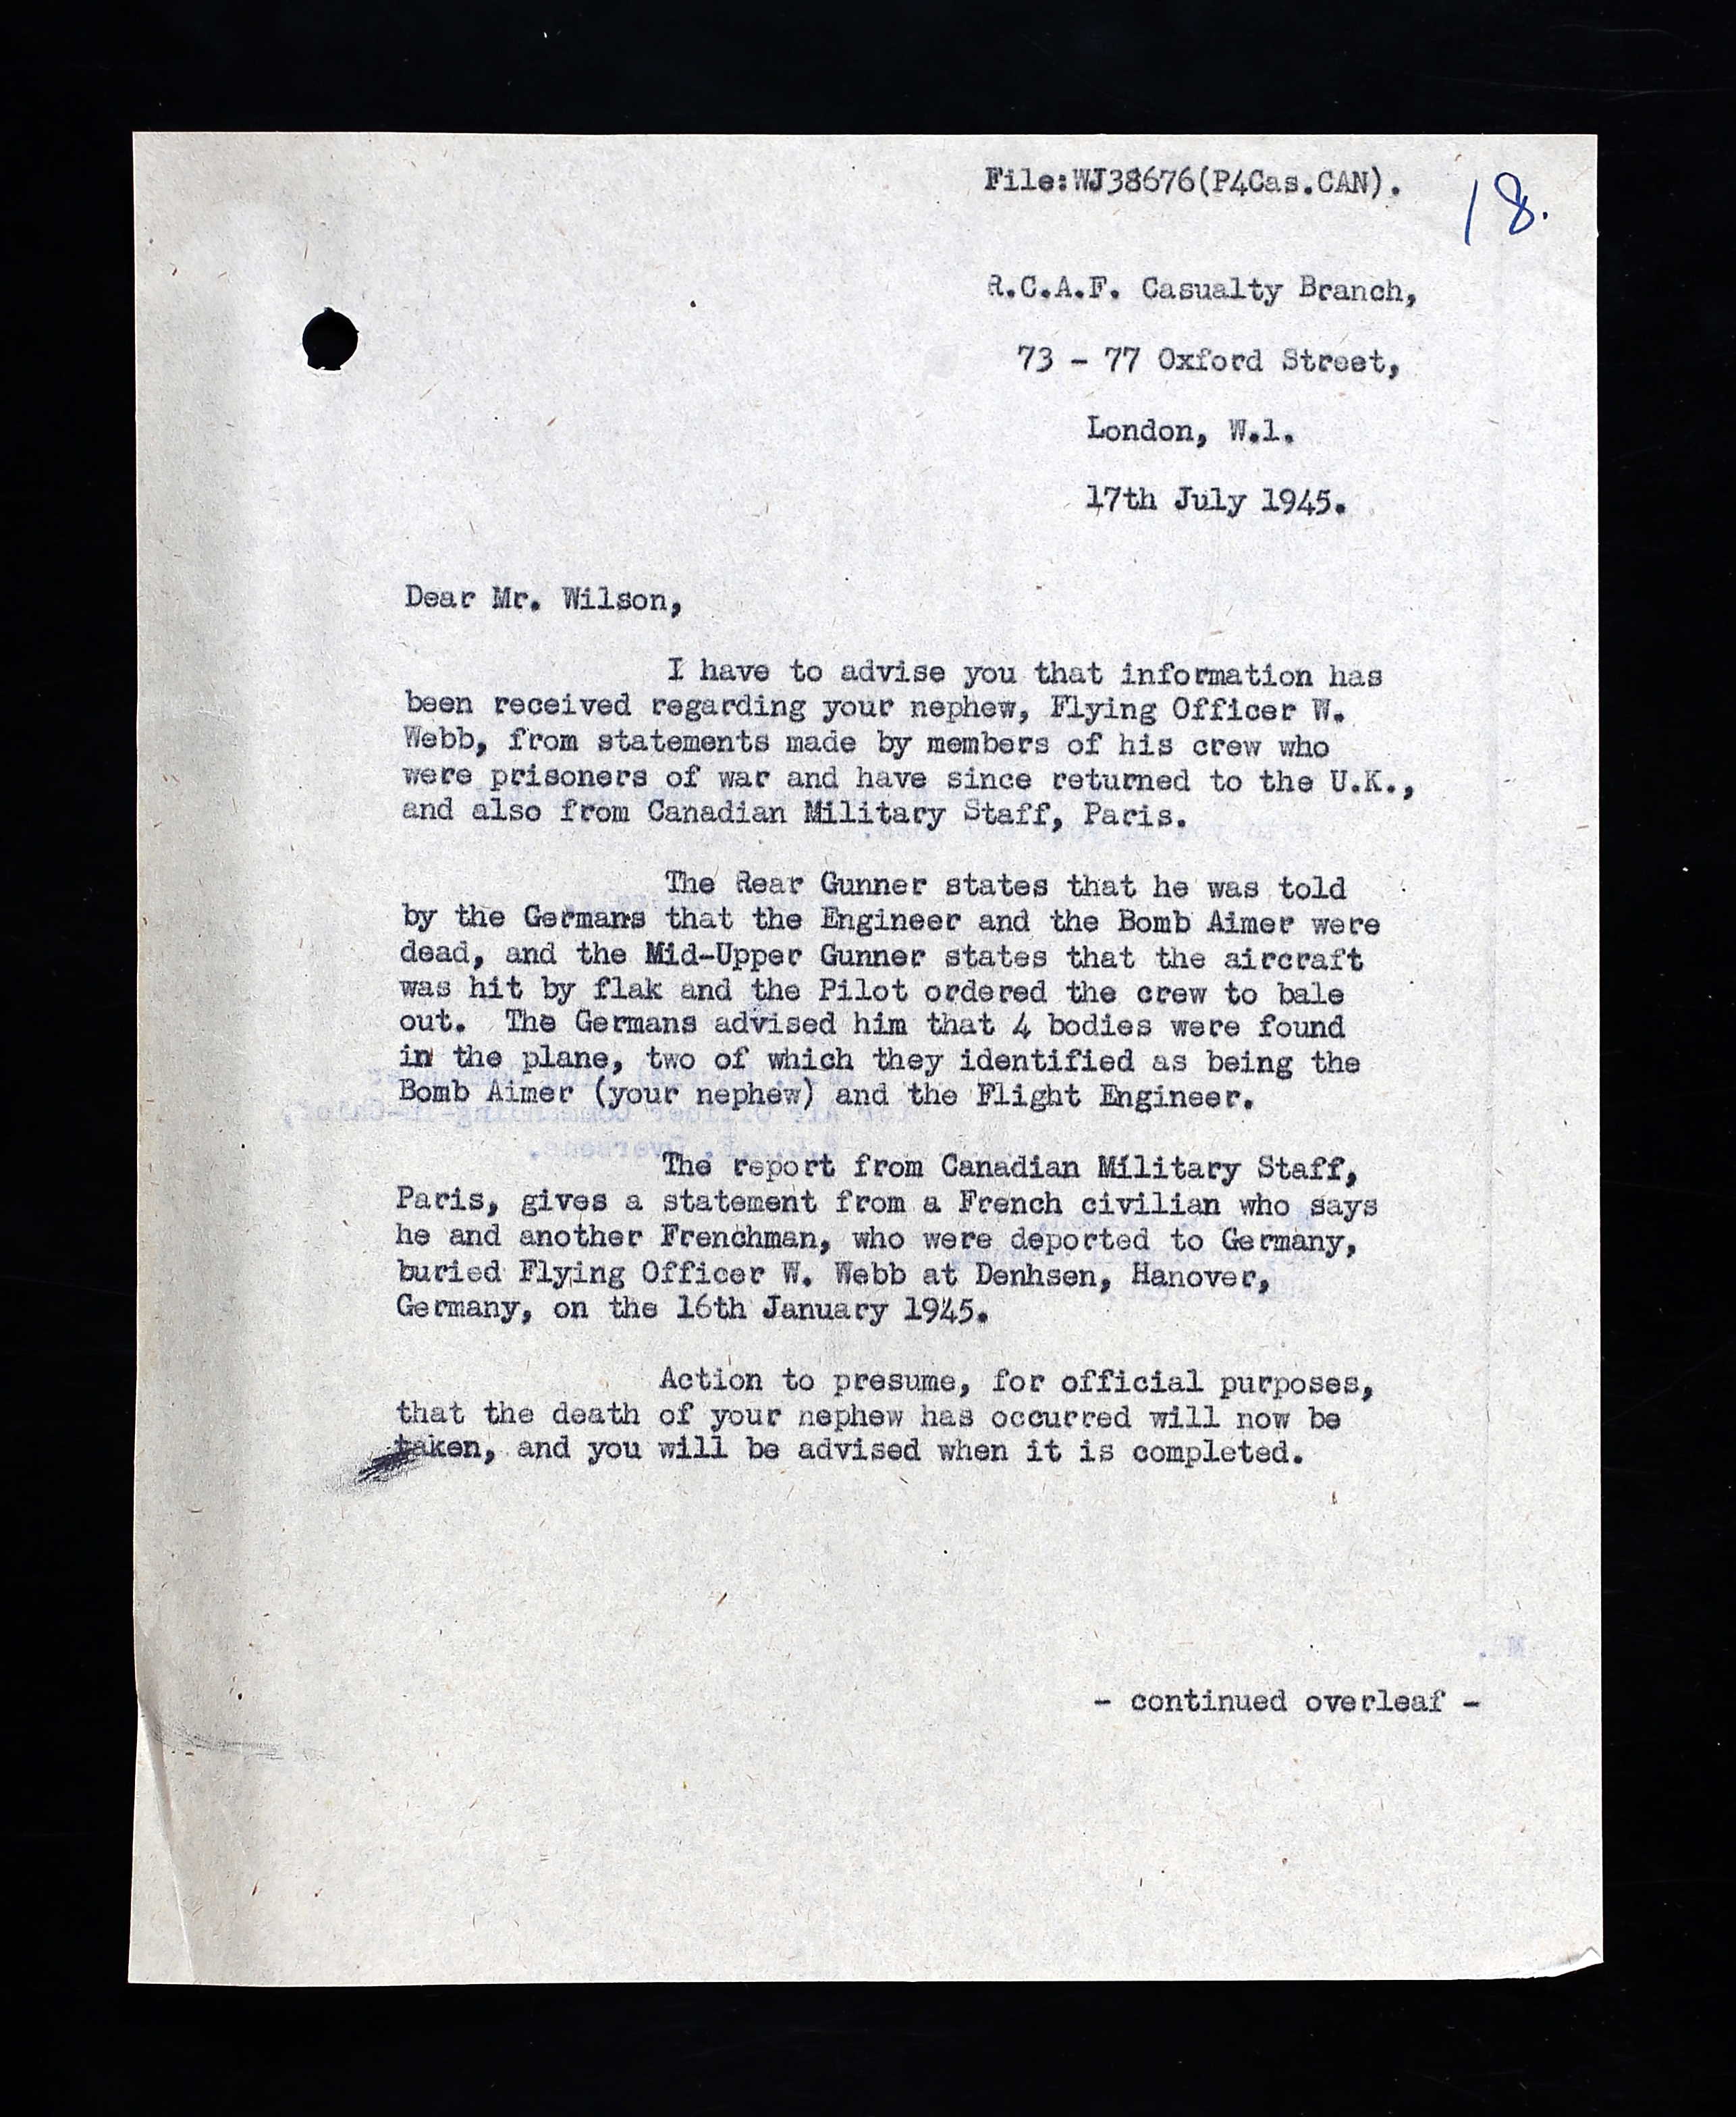 File:WJ38676(P4Cas.CAN).
18.
R.C.A.F. Casualty Branch,
73 - 77 Oxford Street,
London, W.1.
17th July 1945.
Dear Mr. Wilson,
I have to advise you that information has
been received regarding your nephew, Flying Officer W.
Webb, from statements made by members of his crew who
were prisoners of war and have since returned to the U.K.,
and also from Canadian Military Staff, Paris.
The Rear Gunner states that he was told
by the Germans that the Engineer and the Bomb Aimer were
dead, and the Mid-Upper Gunner states that the aircraft
was hit by flak and the Pilot ordered the crew to bale
out. The Germans advised him that 4 bodies were found
in the plane, two of which they identified as being the
Bomb Aimer (your nephew) and the Flight Engineer.
The report from Canadian Military Staff,
Paris, gives a statement from a French civilian who says
he and another Frenchman, who were deported to Germany,
buried Flying Officer W. Webb at Denhsen, Hanover,
Germany, on the 16th January 1945.
Action to presume, for official purposes,
that the death of your nephew has occurred will now be
taken, and you will be advised when it is completed.
- continued overleaf -